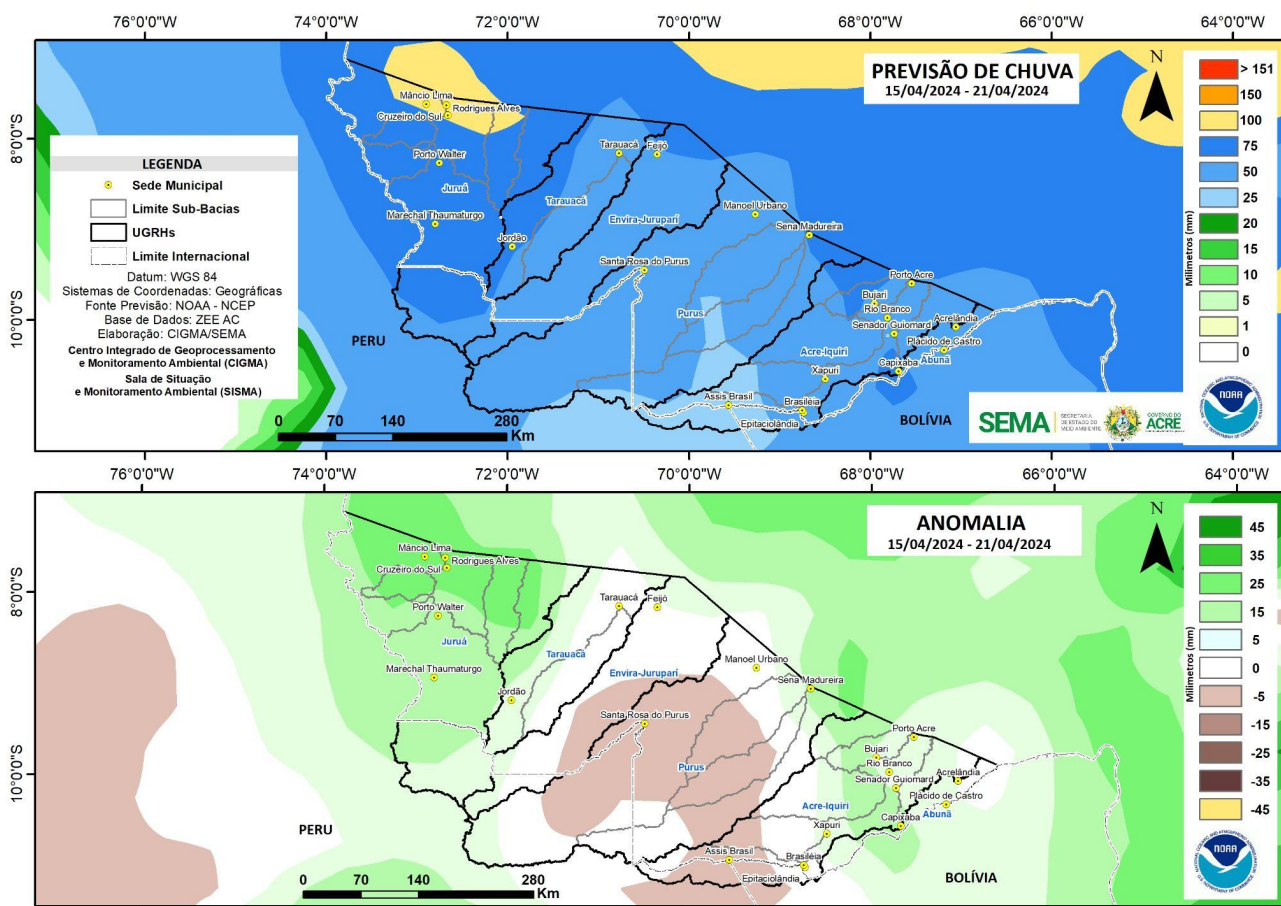 76°0'0"W 74°0'0"W 72°0'0"W 70°0'0"W 68°0'0"W 66°0'0"W 64°0'0"W
8°0'0"S
10°0'0"S
PREVISÃO DE CHUVA
15/04/2024 - 21/04/2024
N
> 151
150
100
75
50
25
20
15
10
5
1
0
Milimetros (mm)
LEGENDA
Sede Municipal
Limite Sub-Bacias
UGRHs
Limite Internacional
Datum: WGS 84
Sistemas de Coordenadas: Geográficas
Fonte Previsão: NOAA - NCEP
Base de Dados: ZEE AC
Elaboração: CIGMA/SEMA
Centro Integrado de Geoprocessamento
e Monitoramento Ambiental (CIGMA)
Sala de Situação
e Monitoramento Ambiental (SISMA)
Mâncio Lima
Rodrigues Alves
Cruzeiro do Sul
Porto Walter
Juruá
Marechal Thaumaturgo
Jordão
Tarauacá
Feijó
Tarauacá
Envira-Jurupari
Manoel Urbano
Sena Madureira
Santa Rosa do Purus
Purus
Porto Acre
Bujari
Rio Branco
Senador Guiomard
Acrelândia
Plácido de Castro
Abunã
Acre-Iquiri
Capixaba
Xapuri
Assis Brasil
Brasiléia
Epitaciolândia
PERU
BOLÍVIA
0 70 140 280
Km
SEMA
SECRETARIA
DE ESTADO DO
MEIO AMBIENTE
GOVERNO DO
ACRE
NOAA
76°0'0"W 74°0'0"W 72°0'0"W 70°0'0"W 68°0'0"W 66°0'0"W 64°0'0"W
8°0'0"S
10°0'0"S
ANOMALIA
15/04/2024 - 21/04/2024
N
45
35
25
15
5
0
-5
-15
-25
-35
-45
Milimetros (mm)
Mâncio Lima
Rodrigues Alves
Cruzeiro do Sul
Porto Walter
Juruá
Marechal Thaumaturgo
Jordão
Tarauacá
Feijó
Tarauacá
Envira-Jurupari
Manoel Urbano
Sena Madureira
Santa Rosa do Purus
Purus
Porto Acre
Bujari
Rio Branco
Senador Guiomard
Acrelândia
Plácido de Castro
Abunã
Acre-Iquiri
Capixaba
Xapuri
Assis Brasil
Brasiléia
Epitaciolândia
PERU
BOLÍVIA
0 70 140 280
Km
NOAA